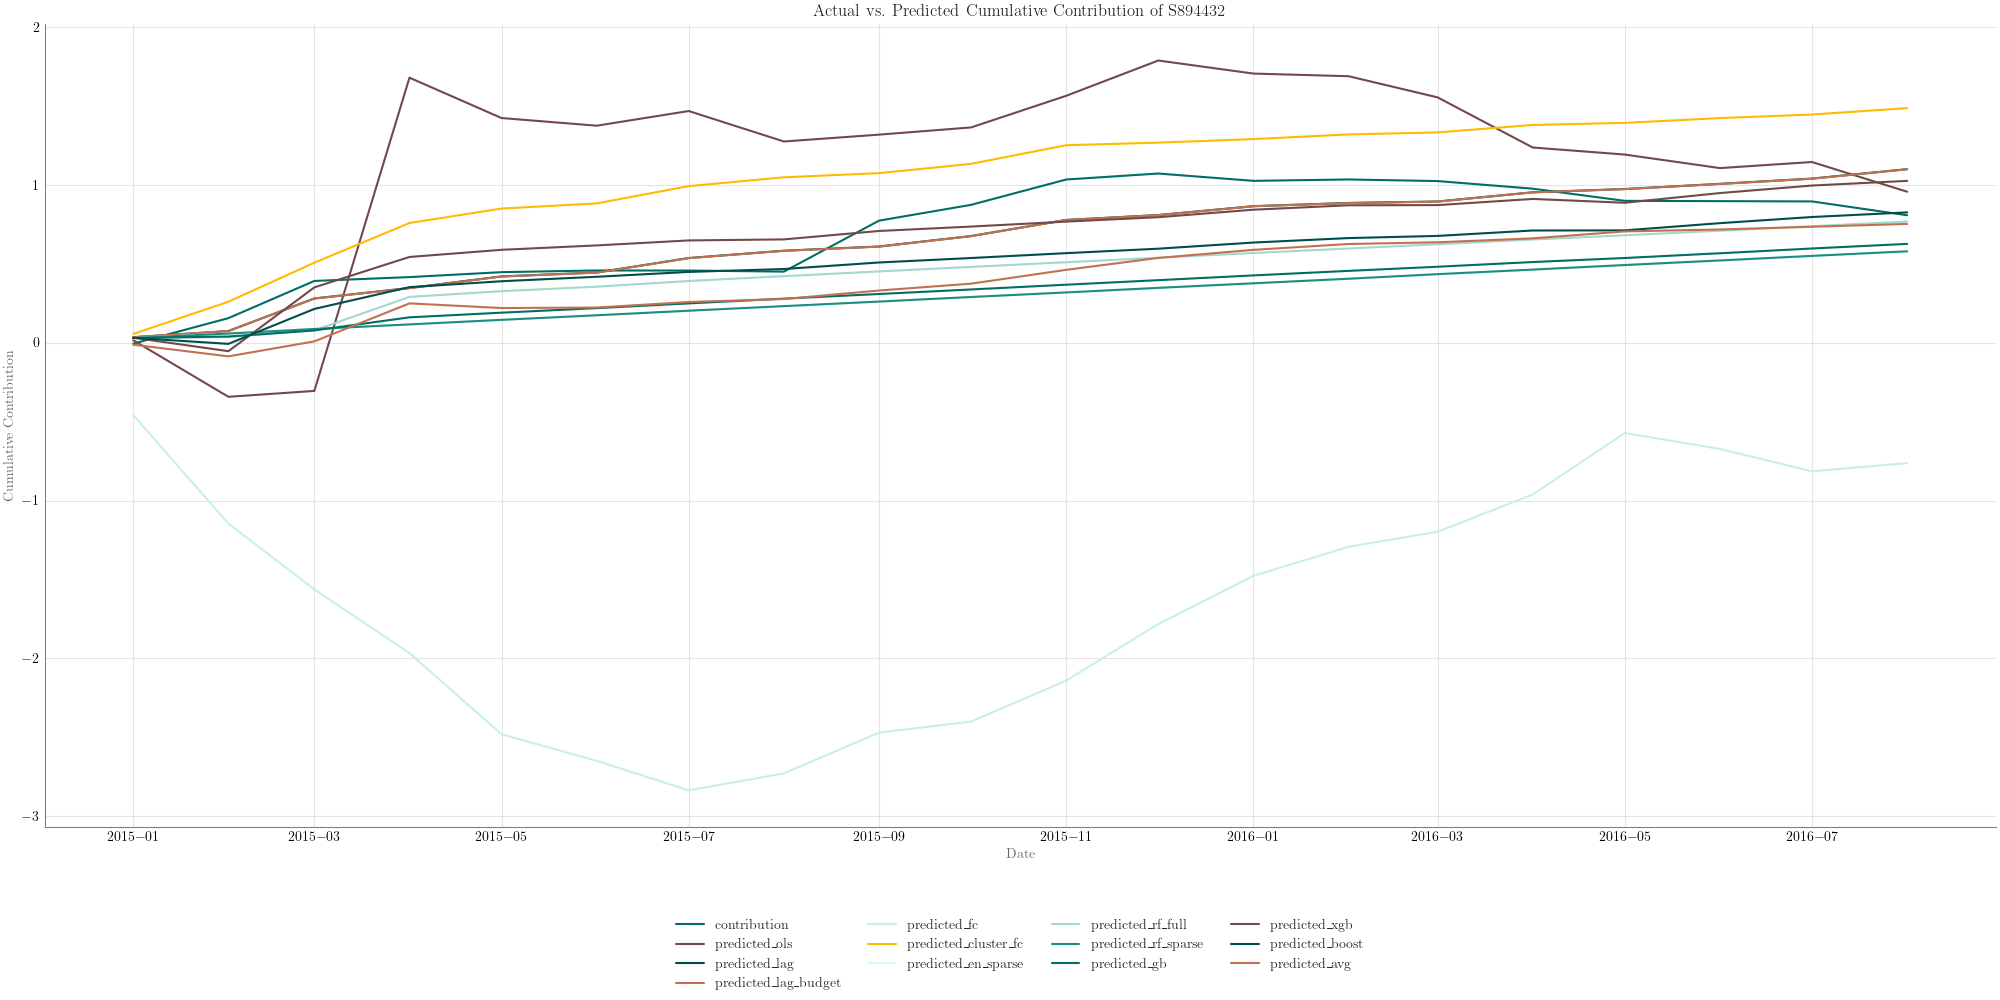 Actual vs. Predicted Cumulative Contribution of S894432
2
1
0
−1
−2
−3
Cumulative Contribution
2015−01 2015−03 2015−05 2015−07 2015−09 2015−11 2016−01 2016−03 2016−05 2016−07
Date
contribution predicted_fc predicted_rf_full predicted_xgb
predicted_ols predicted_cluster_fc predicted_rf_sparse predicted_boost
predicted_lag predicted_en_sparse predicted_gb predicted_avg
predicted_lag_budget